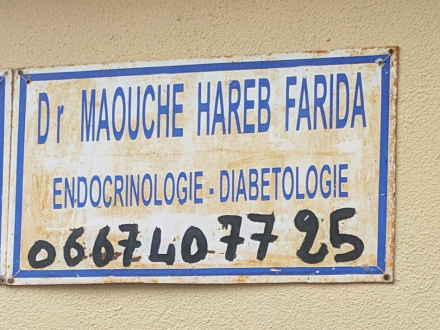 Dr MAOUCHE HAREB FARIDA
ENDOCRINOLOGIE - DIABETOLOGIE
0667407725